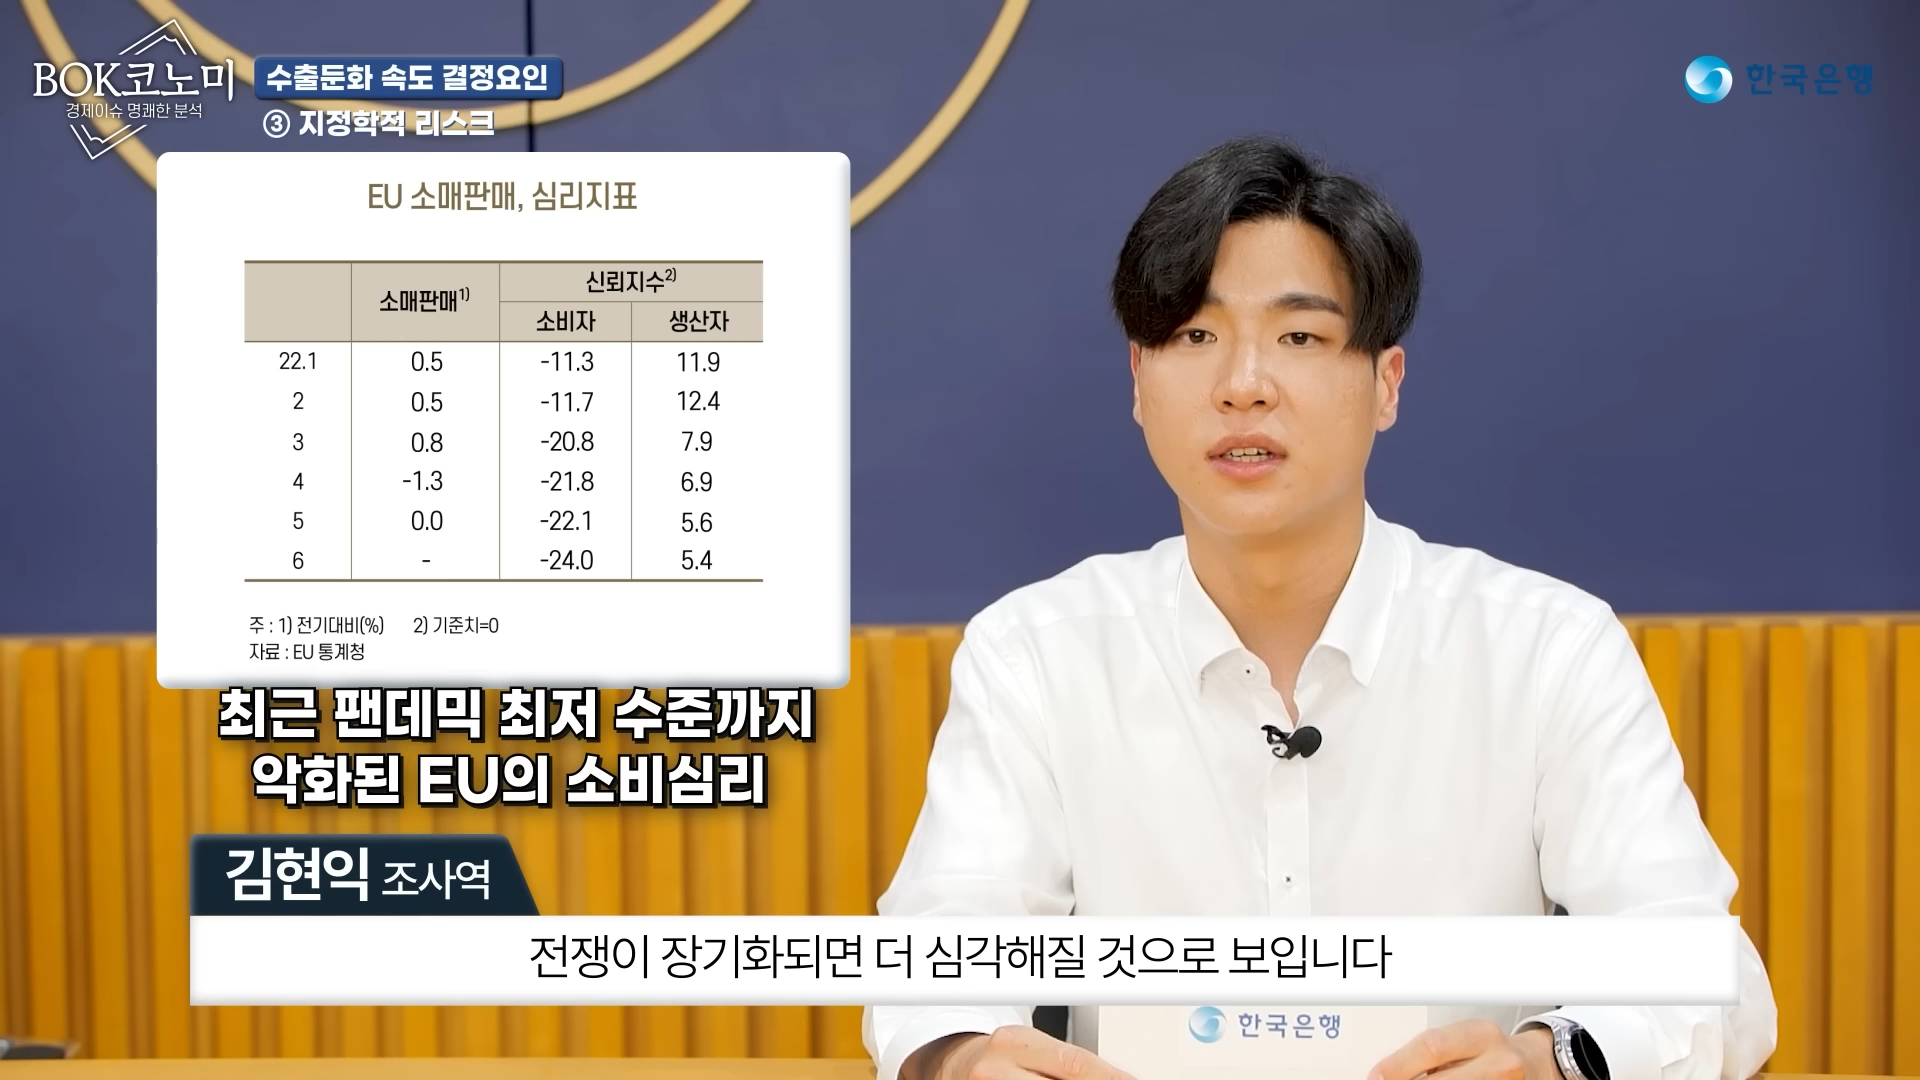 BOK코노미
경제이슈 명쾌한 분석
수출둔화 속도 결정요인
③ 지정학적 리스크
한국은행
EU 소매판매, 심리지표
소매판매1) 신뢰지수2)
소비자 생산자
22.1 0.5 -11.3 11.9
2 0.5 -11.7 12.4
3 0.8 -20.8 7.9
4 -1.3 -21.8 6.9
5 0.0 -22.1 5.6
6 - -24.0 5.4
주 : 1) 전기대비(%) 2) 기준치=0
자료 : EU 통계청
최근 팬데믹 최저 수준까지
악화된 EU의 소비심리
김현익 조사역
전쟁이 장기화되면 더 심각해질 것으로 보입니다
한국은행